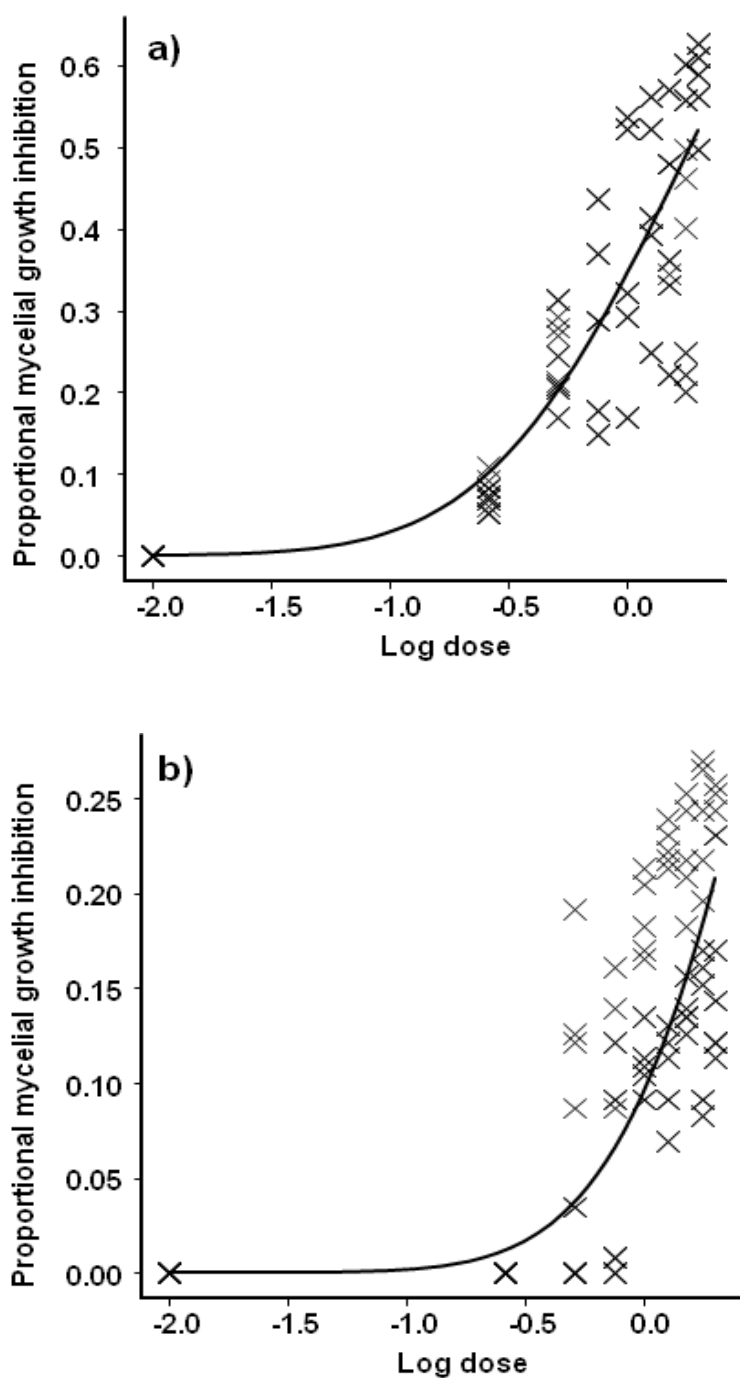 a)
Proportional mycelial growth inhibition
0.6
0.5
0.4
0.3
0.2
0.1
0.0
-2.0 -1.5 -1.0 -0.5 0.0
Log dose
b)
Proportional mycelial growth inhibition
0.25
0.20
0.15
0.10
0.05
0.00
-2.0 -1.5 -1.0 -0.5 0.0
Log dose